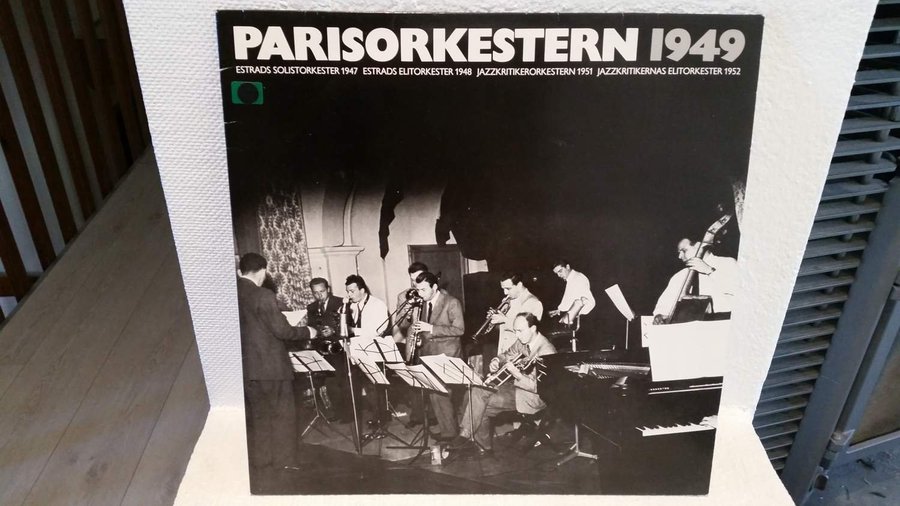 PARISORKESTERN 1949
ESTRADS SOLISTORKESTER 1947 ESTRADS ELITORKESTER 1948 JAZZKRITIKERORKESTERN 1951 JAZZKRITIKERNAS ELITORKESTER 1952